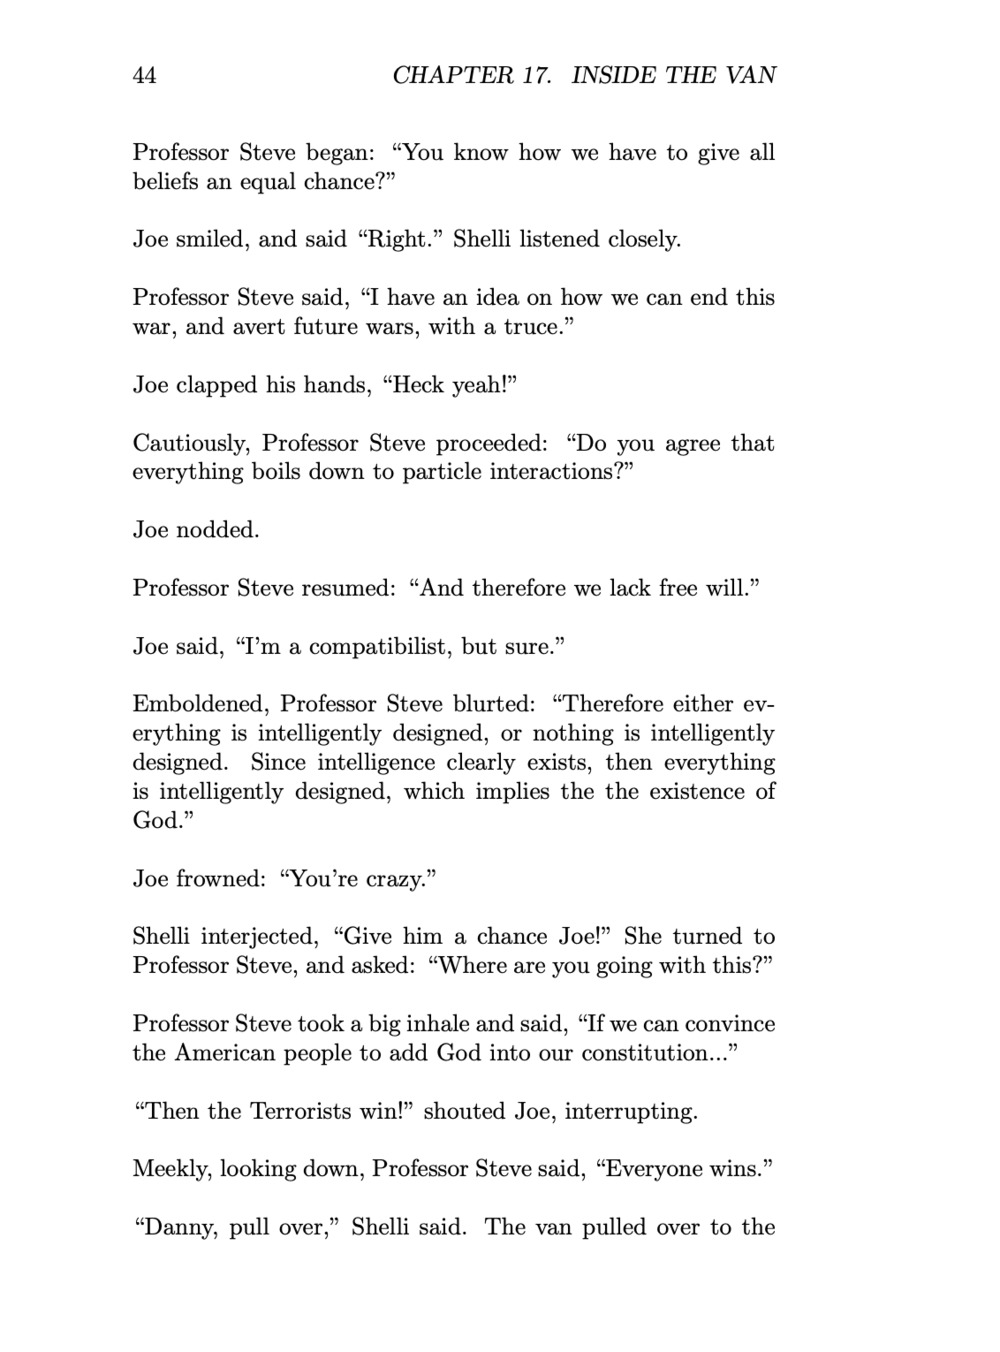 44 CHAPTER 17. INSIDE THE VAN
Professor Steve began: “You know how we have to give all
beliefs an equal chance?”
Joe smiled, and said “Right.” Shelli listened closely.
Professor Steve said, “I have an idea on how we can end this
war, and avert future wars, with a truce.”
Joe clapped his hands, “Heck yeah!”
Cautiously, Professor Steve proceeded: “Do you agree that
everything boils down to particle interactions?”
Joe nodded.
Professor Steve resumed: “And therefore we lack free will.”
Joe said, “I’m a compatibilist, but sure.”
Emboldened, Professor Steve blurted: “Therefore either ev-
erything is intelligently designed, or nothing is intelligently
designed. Since intelligence clearly exists, then everything
is intelligently designed, which implies the the existence of
God.”
Joe frowned: “You’re crazy.”
Shelli interjected, “Give him a chance Joe!” She turned to
Professor Steve, and asked: “Where are you going with this?”
Professor Steve took a big inhale and said, “If we can convince
the American people to add God into our constitution...”
“Then the Terrorists win!” shouted Joe, interrupting.
Meekly, looking down, Professor Steve said, “Everyone wins.”
“Danny, pull over,” Shelli said. The van pulled over to the